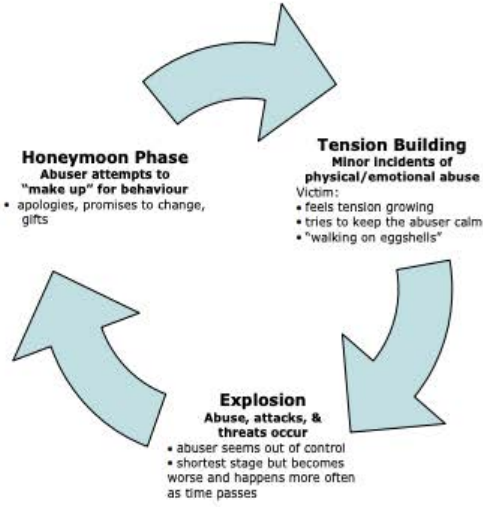 Honeymoon Phase
Abuser attempts to
"make up" for behaviour
• apologies, promises to change,
gifts
Tension Building
Minor incidents of
physical/emotional abuse
Victim:
• feels tension growing
• tries to keep the abuser calm
• "walking on eggshells"
Explosion
Abuse, attacks, &
threats occur
• abuser seems out of control
• shortest stage but becomes
worse and happens more often
as time passes